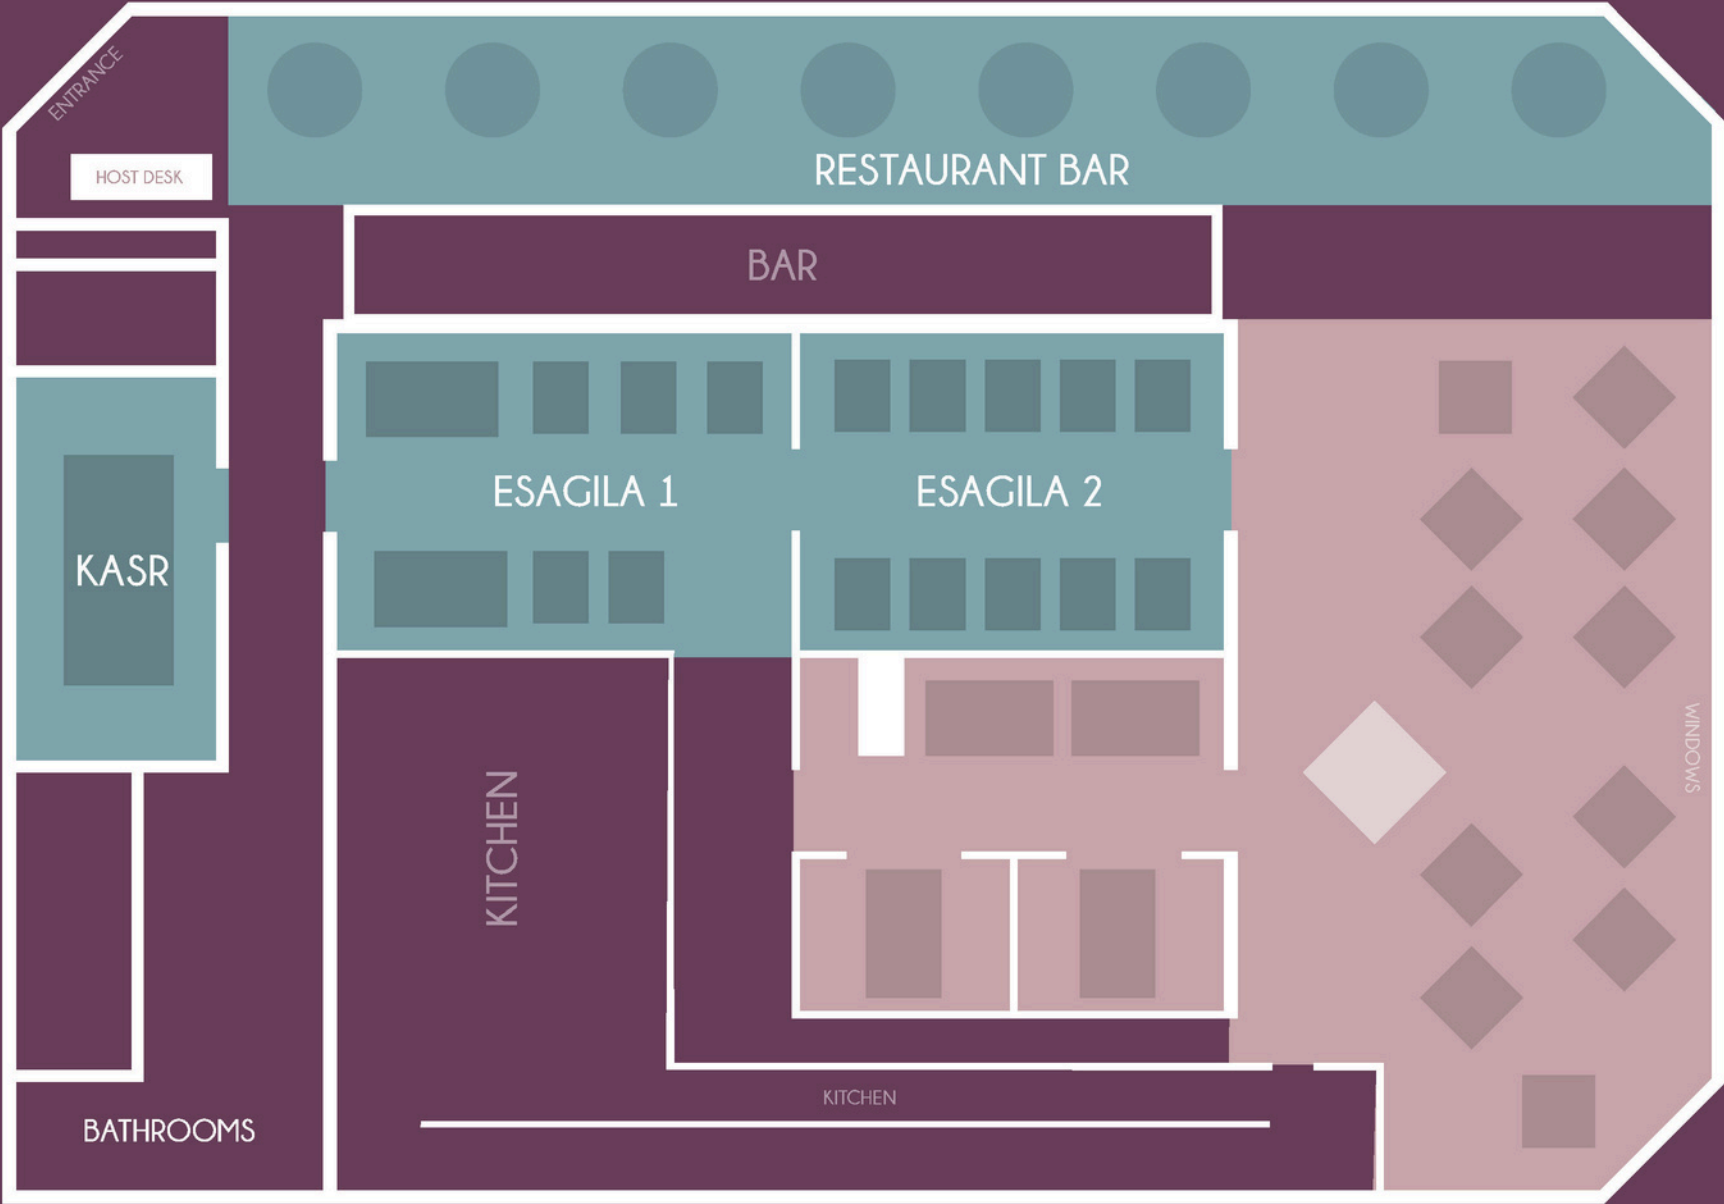 ENTRANCE
HOST DESK
RESTAURANT BAR
BAR
ESAGILA 1
ESAGILA 2
KASR
WINDOWS
KITCHEN
KITCHEN
BATHROOMS